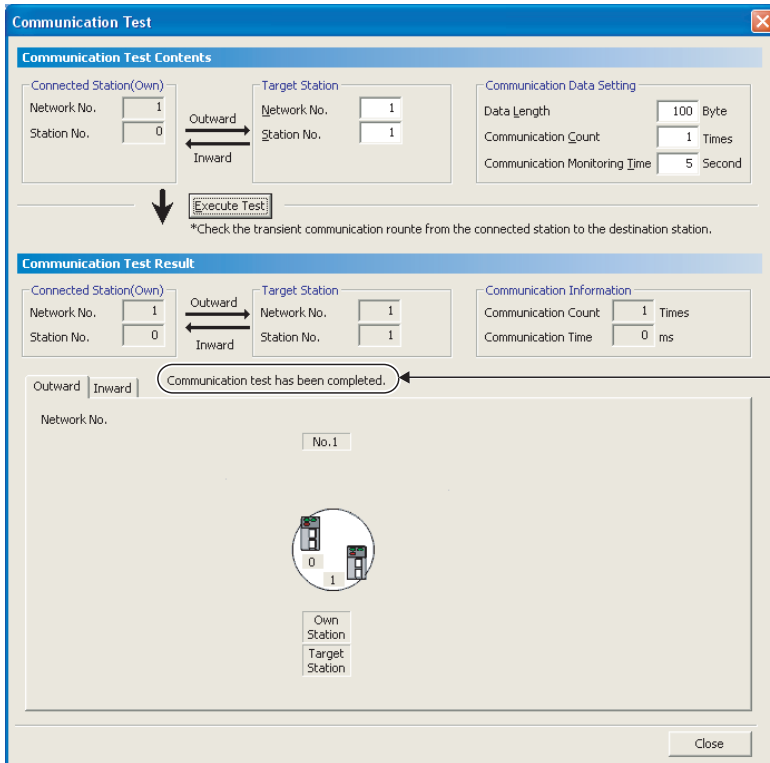 Communication Test
Communication Test Contents
Connected Station(Own)
Network No. 1
Station No. 0
Outward
Inward
Target Station
Network No. 1
Station No. 1
Communication Data Setting
Data Length 100 Byte
Communication Count 1 Times
Communication Monitoring Time 5 Second
Execute Test
*Check the transient communication rounte from the connected station to the destination station.
Communication Test Result
Connected Station(Own)
Network No. 1
Station No. 0
Outward
Inward
Target Station
Network No. 1
Station No. 1
Communication Information
Communication Count 1 Times
Communication Time 0 ms
Outward Inward
Communication test has been completed.
Network No.
No.1
0
1
Own
Station
Target
Station
Close